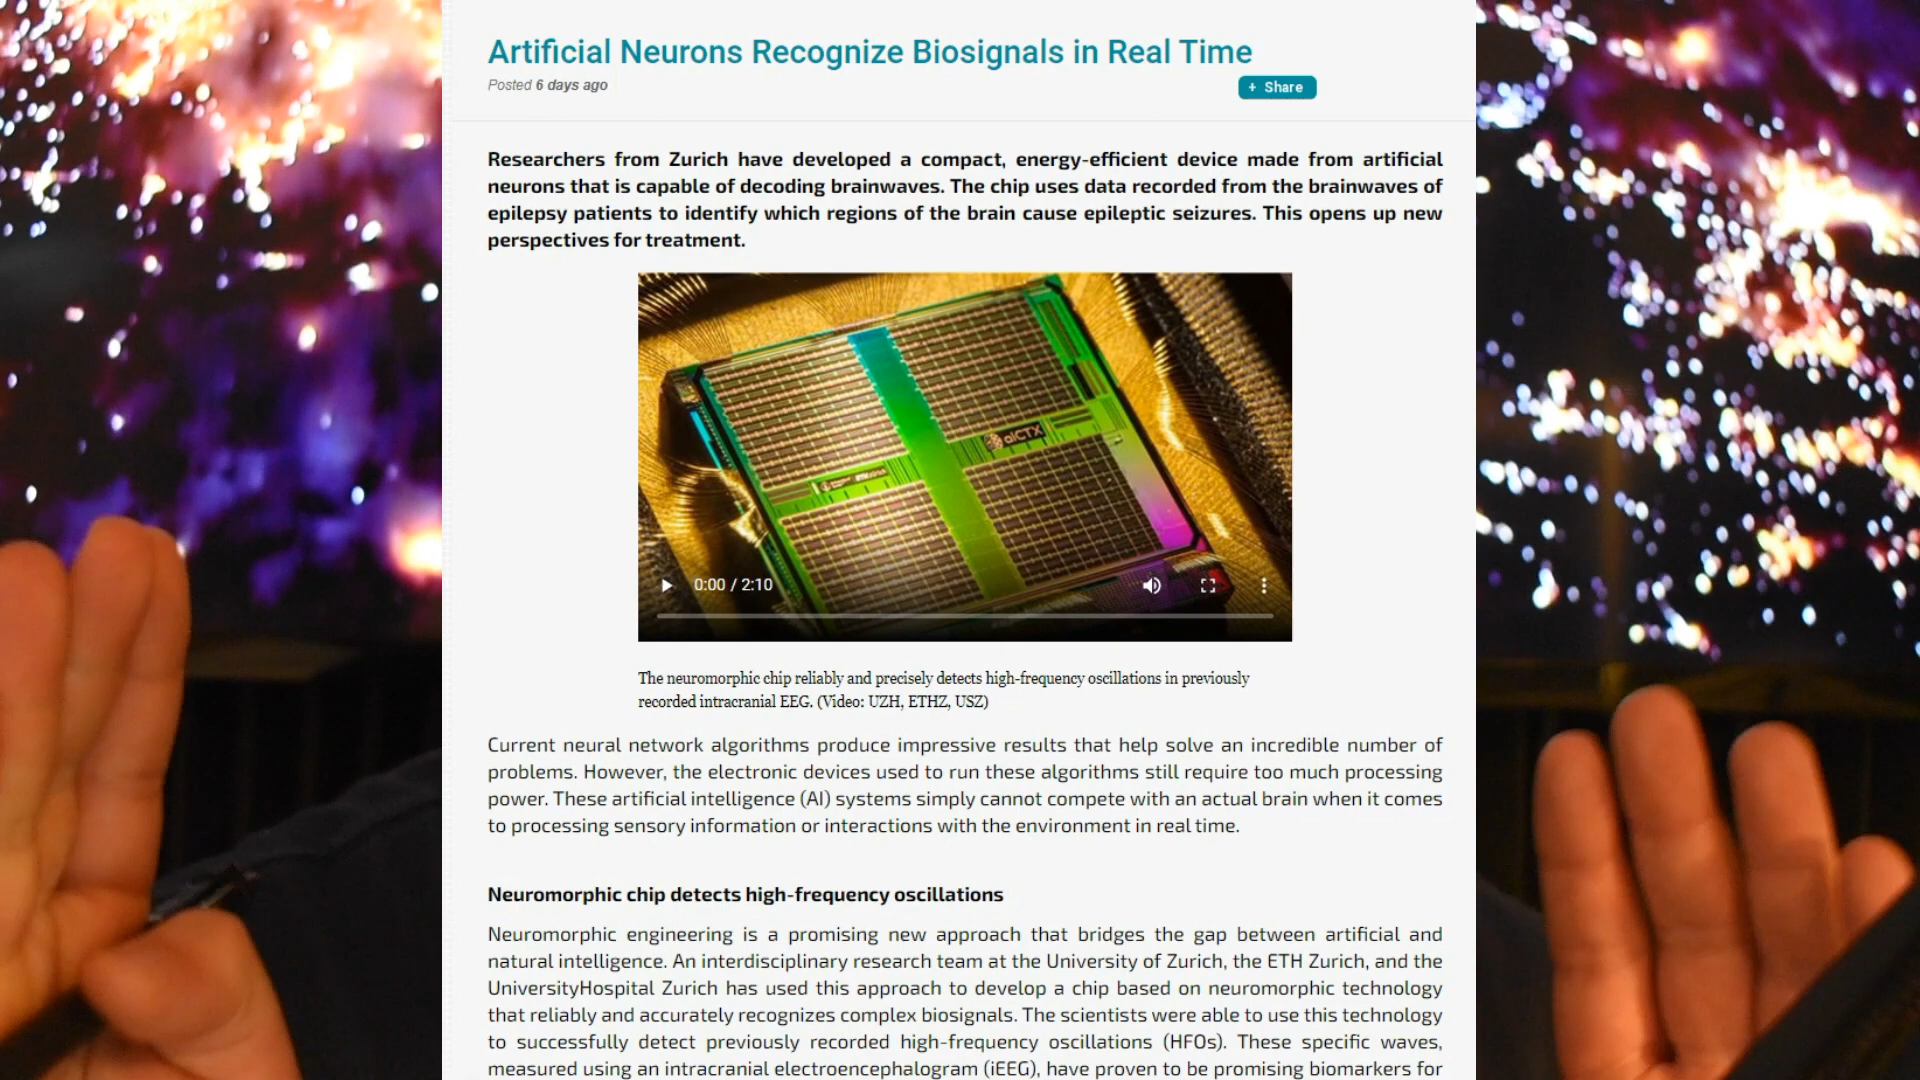 Artificial Neurons Recognize Biosignals in Real Time
Posted 6 days ago
+ Share
Researchers from Zurich have developed a compact, energy-efficient device made from artificial
neurons that is capable of decoding brainwaves. The chip uses data recorded from the brainwaves of
epilepsy patients to identify which regions of the brain cause epileptic seizures. This opens up new
perspectives for treatment.
aiCTX
0:00 / 2:10
The neuromorphic chip reliably and precisely detects high-frequency oscillations in previously
recorded intracranial EEG. (Video: UZH, ETHZ, USZ)
Current neural network algorithms produce impressive results that help solve an incredible number of
problems. However, the electronic devices used to run these algorithms still require too much processing
power. These artificial intelligence (AI) systems simply cannot compete with an actual brain when it comes
to processing sensory information or interactions with the environment in real time.
Neuromorphic chip detects high-frequency oscillations
Neuromorphic engineering is a promising new approach that bridges the gap between artificial and
natural intelligence. An interdisciplinary research team at the University of Zurich, the ETH Zurich, and the
UniversityHospital Zurich has used this approach to develop a chip based on neuromorphic technology
that reliably and accurately recognizes complex biosignals. The scientists were able to use this technology
to successfully detect previously recorded high-frequency oscillations (HFOs). These specific waves,
measured using an intracranial electroencephalogram (iEEG), have proven to be promising biomarkers for